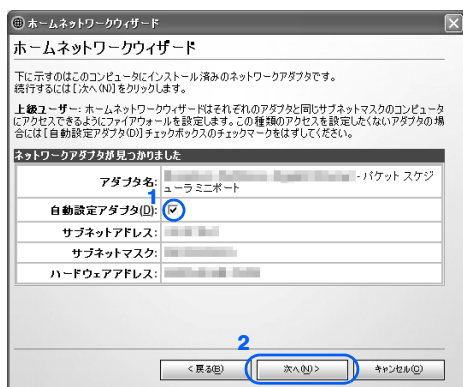 ホームネットワークウィザード
ホームネットワークウィザード
下に示すのはこのコンピュータにインストール済みのネットワークアダプタです。
続行するには[次へ(N)]をクリックします。
上級ユーザー: ホームネットワークウィザードはそれぞれのアダプタと同じサブネットマスクのコンピュータ
にアクセスできるようにファイアウォールを設定します。この種類のアクセスを設定したくないアダプタの場
合には[自動設定アダプタ(D)]チェックボックスのチェックマークをはずしてください。
ネットワークアダプタが見つかりました
アダプタ名: - パケット スケジ
ューラ ミニポート
1
自動設定アダプタ(D):
サブネットアドレス:
サブネットマスク:
ハードウェアアドレス:
2
< 戻る(B) 次へ(N) > キャンセル(C)